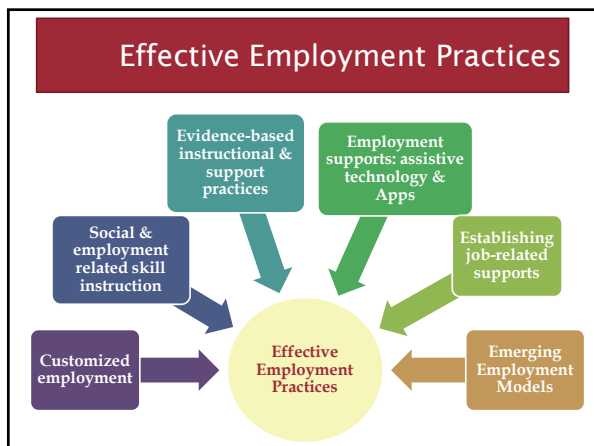 Effective Employment Practices
Evidence-based
instructional &
support
practices
Employment
supports: assistive
technology &
Apps
Social &
employment
related skill
instruction
Establishing
job-related
supports
Customized
employment
Effective
Employment
Practices
Emerging
Employment
Models